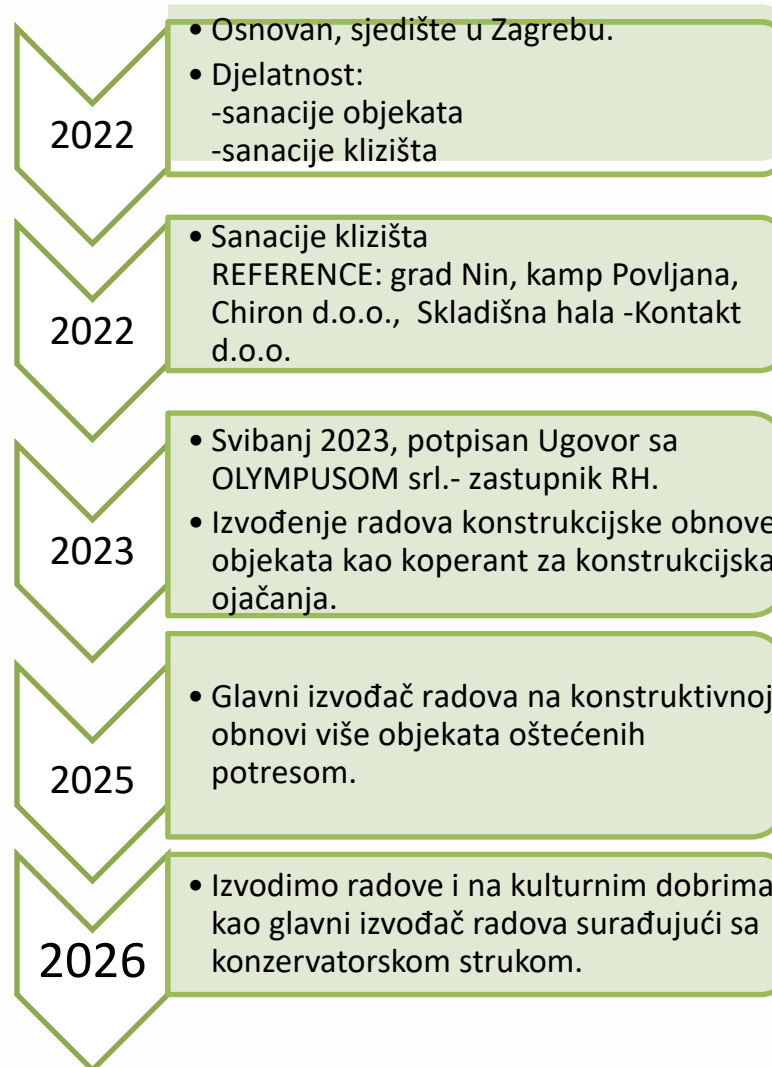 2022
• Osnovan, sjedište u Zagrebu.
• Djelatnost:
-sanacije objekata
-sanacije klizišta
2022
• Sanacije klizišta
REFERENCE: grad Nin, kamp Povljana,
Chiron d.o.o.,  Skladišna hala -Kontakt
d.o.o.
2023
• Svibanj 2023, potpisan Ugovor sa
OLYMPUSOM srl.- zastupnik RH.
• Izvođenje radova konstrukcijske obnove
objekata kao koperant za konstrukcijska
ojačanja.
2025
• Glavni izvođač radova na konstruktivnoj
obnovi više objekata oštećenih
potresom.
2026
• Izvodimo radove i na kulturnim dobrima
kao glavni izvođač radova surađujući sa
konzervatorskom strukom.